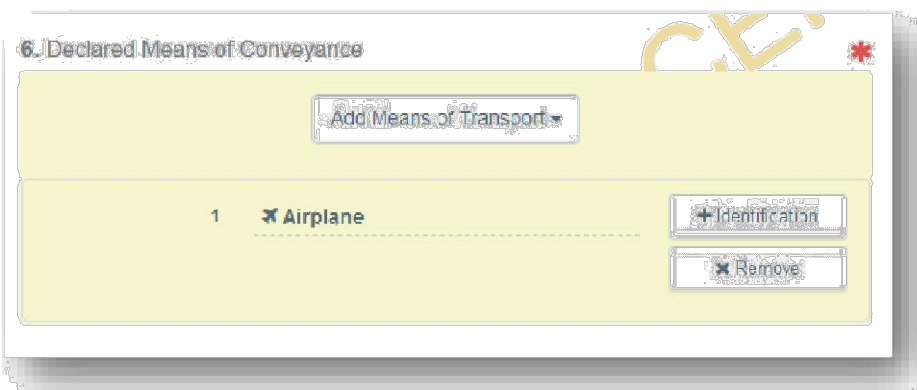 6. Declared Means of Conveyance
Add Means of Transport
1 Airplane
Identification
Remove